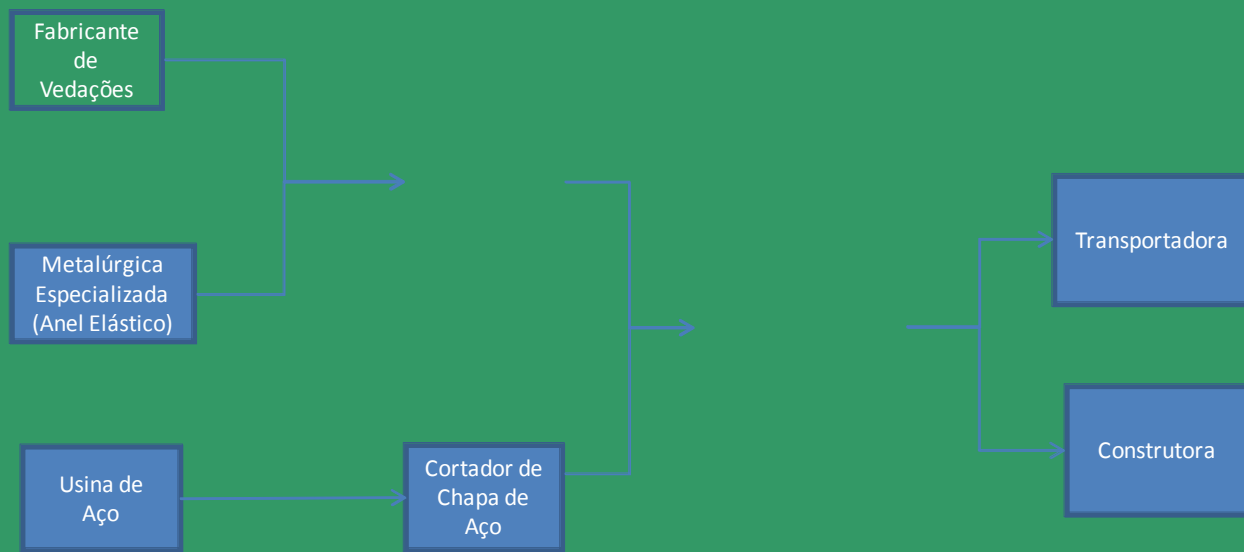 Fabricante
de
Vedações
Metalúrgica
Especializada
(Anel Elástico)
Usina de
Aço
Cortador de
Chapa de
Aço
Transportadora
Construtora